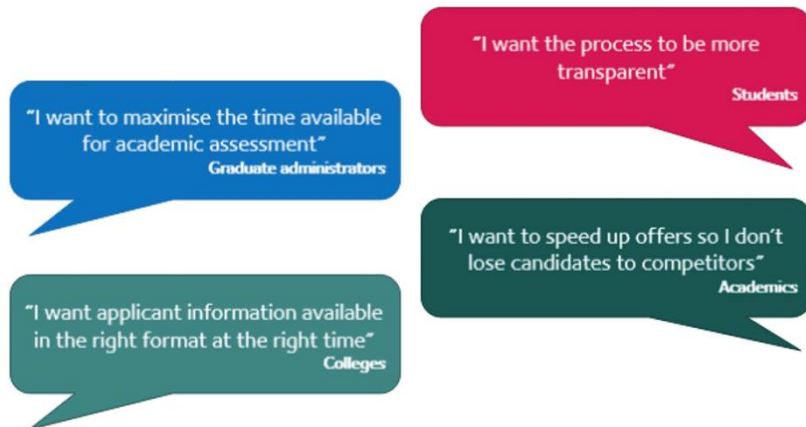 "I want the process to be more
transparent"
Students
"I want to maximise the time available
for academic assessment"
Graduate administrators
"I want to speed up offers so I don't
lose candidates to competitors"
Academics
"I want applicant information available
in the right format at the right time"
Colleges